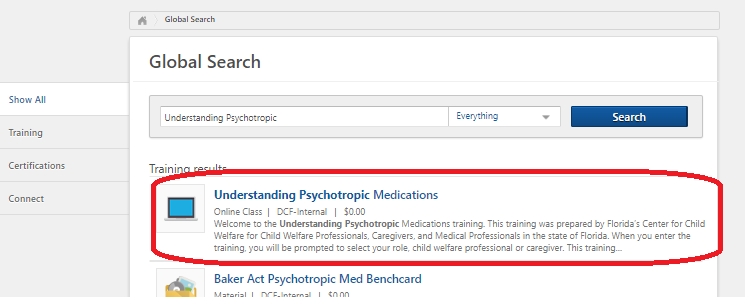 Global Search
Global Search
Show All
Training
Certifications
Connect
Understanding Psychotropic
Everything
Search
Training results
Understanding Psychotropic Medications
Online Class | DCF-Internal | $0.00
Welcome to the Understanding Psychotropic Medications training. This training was prepared by Florida's Center for Child
Welfare for Child Welfare Professionals, Caregivers, and Medical Professionals in the state of Florida. When you enter the
training, you will be prompted to select your role, child welfare professional or caregiver. This training...
Baker Act Psychotropic Med Benchcard
Material | DCF-Internal | $0.00